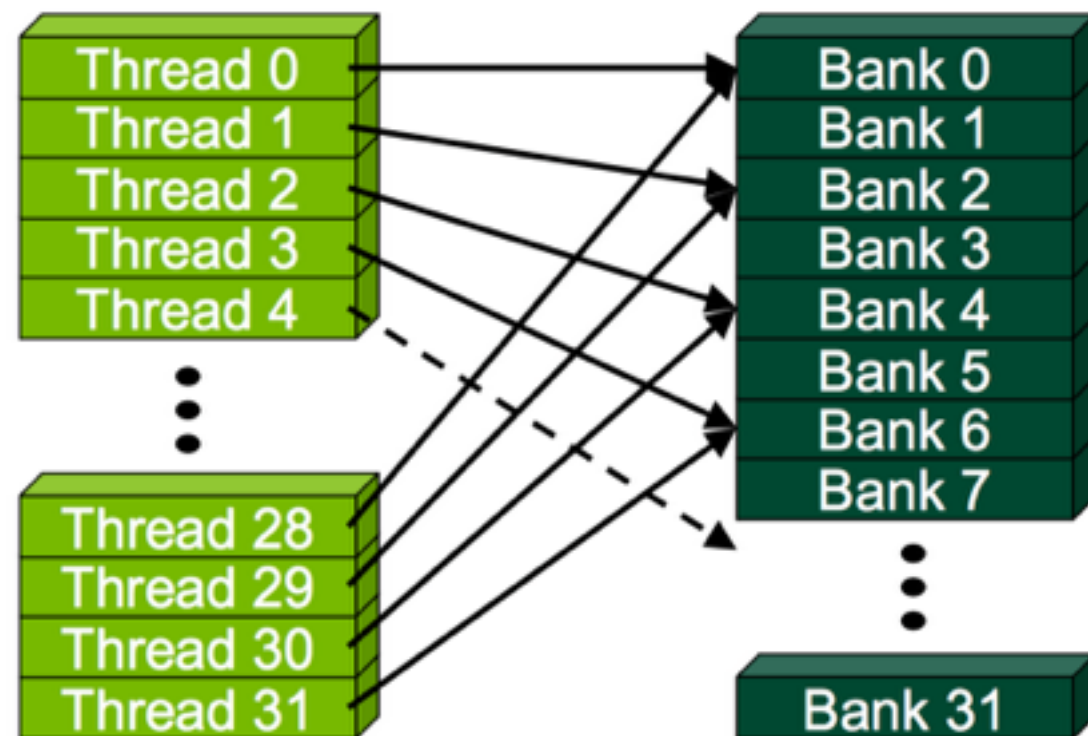 Thread 0
Thread 1
Thread 2
Thread 3
Thread 4
Thread 28
Thread 29
Thread 30
Thread 31
Bank 0
Bank 1
Bank 2
Bank 3
Bank 4
Bank 5
Bank 6
Bank 7
Bank 31